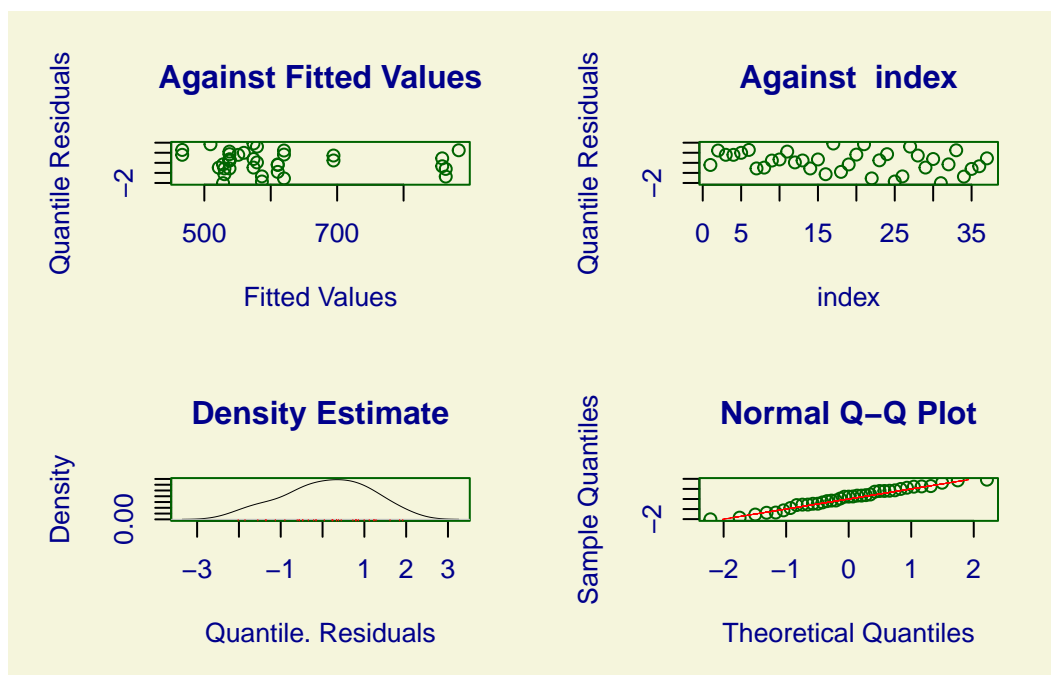 Against Fitted Values
Quantile Residuals
−2
500 700
Fitted Values
Against index
Quantile Residuals
−2
0 5 15 25 35
index
Density Estimate
Density
0.00
−3 −1 1 2 3
Quantile. Residuals
Normal Q−Q Plot
Sample Quantiles
−2
−2 −1 0 1 2
Theoretical Quantiles